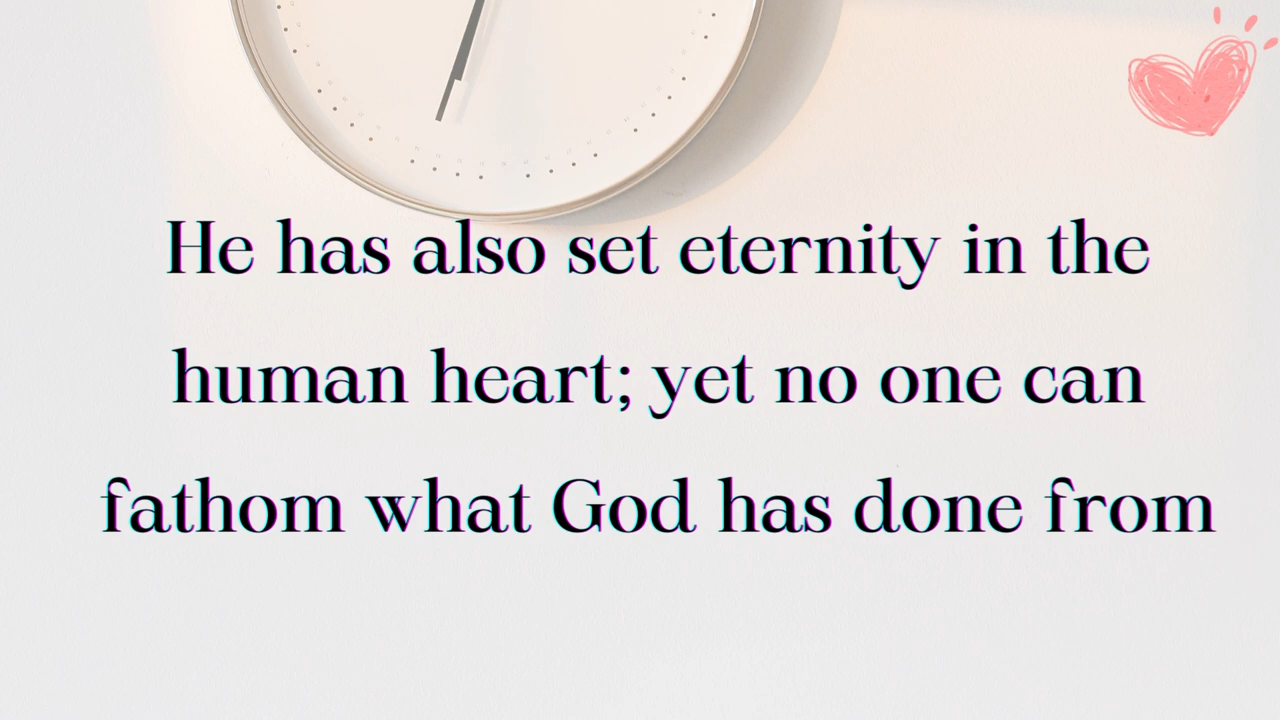 He has also set eternity in the
human heart; yet no one can
fathom what God has done from